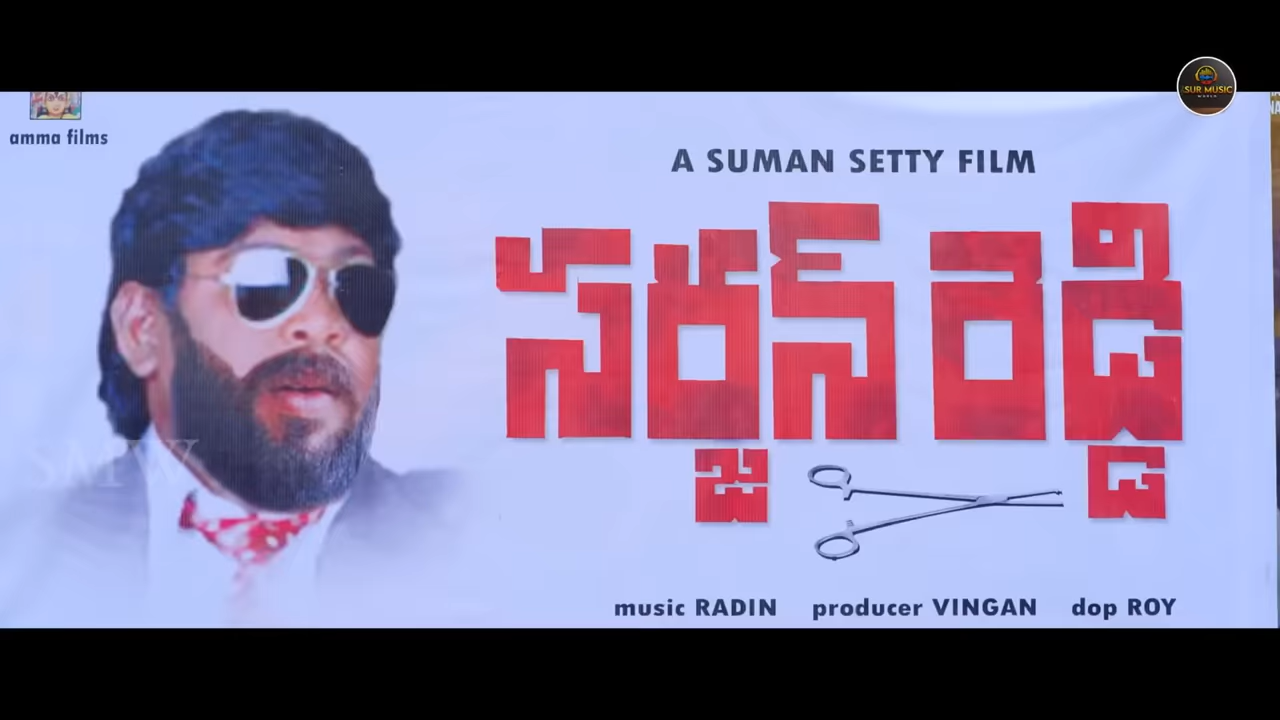 SUR MUSIC
amma films
A SUMAN SETTY FILM
సర్జన్ రెడ్డి
music RADIN producer VINGAN dop ROY